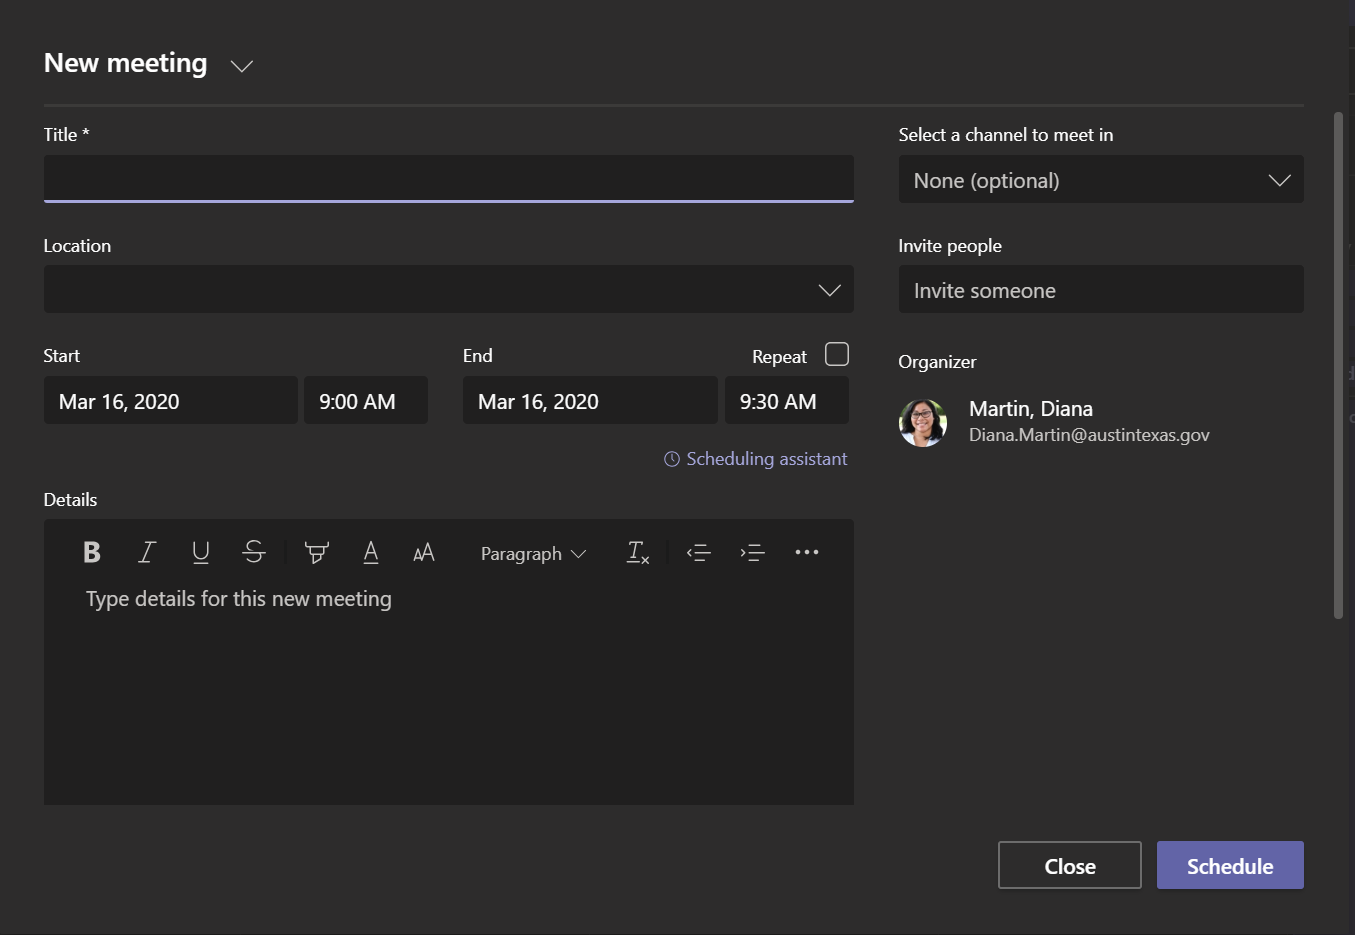 New meeting
Title *
Select a channel to meet in
None (optional)
Location
Invite people
Invite someone
Start
End
Repeat
Mar 16, 2020
9:00 AM
Mar 16, 2020
9:30 AM
Organizer
Martin, Diana
Diana.Martin@austintexas.gov
Scheduling assistant
Details
B I U S A AA Paragraph Tx
Type details for this new meeting
Close
Schedule